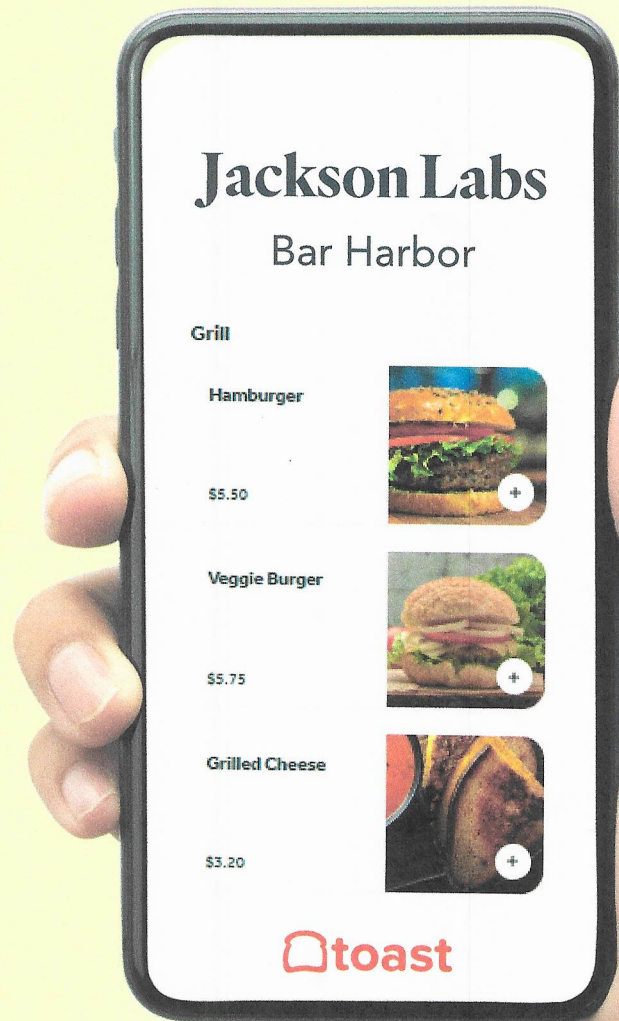 Jackson Labs
Bar Harbor
Grill
Hamburger
$5.50
+
Veggie Burger
$5.75
+
Grilled Cheese
$3.20
+
toast